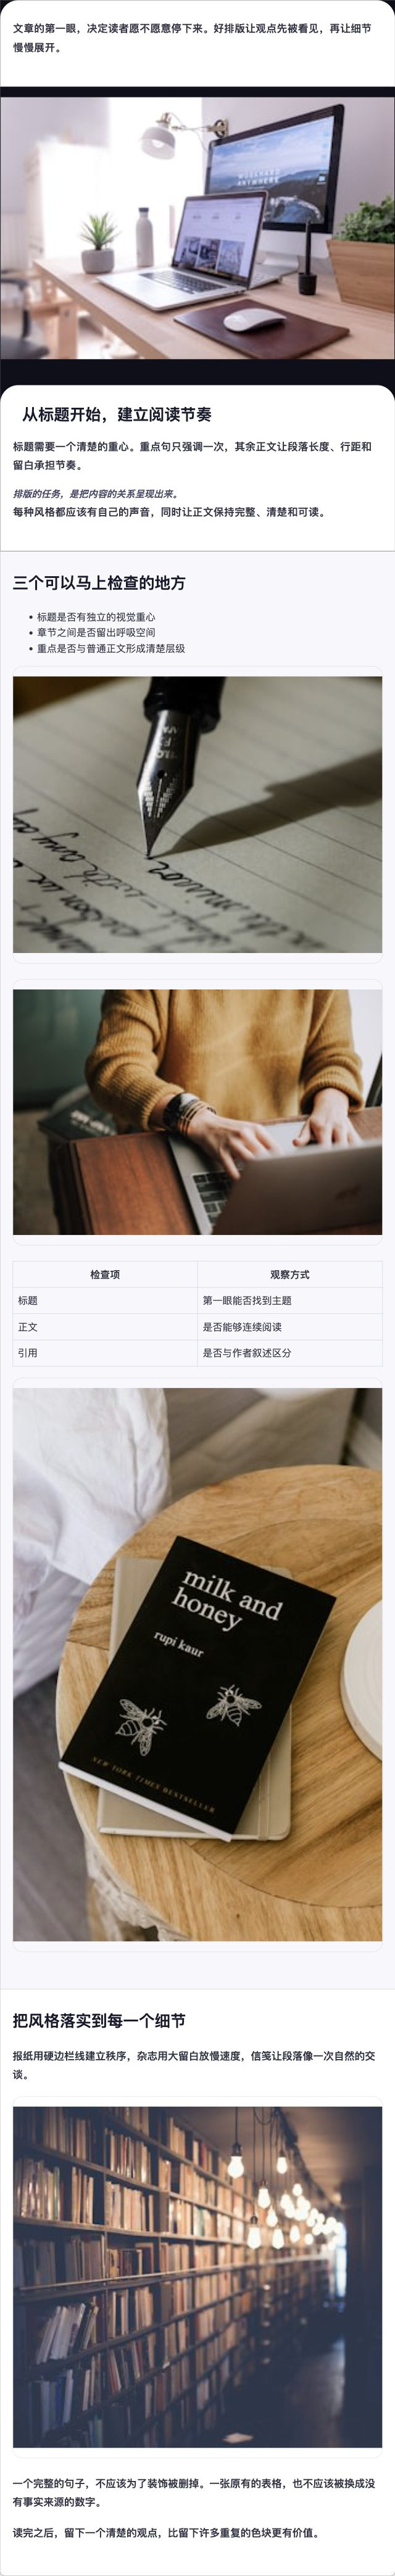 文章的第一眼，决定读者愿不愿意停下来。好排版让观点先被看见，再让细节
慢慢展开。
从标题开始，建立阅读节奏
标题需要一个清楚的重心。重点句只强调一次，其余正文让段落长度、行距和
留白承担节奏。
排版的任务，是把内容的关系呈现出来。
每种风格都应该有自己的声音，同时让正文保持完整、清楚和可读。
三个可以马上检查的地方
• 标题是否有独立的视觉重心
• 章节之间是否留出呼吸空间
• 重点是否与普通正文形成清楚层级
检查项 观察方式
标题 第一眼能否找到主题
正文 是否能够连续阅读
引用 是否与作者叙述区分
milk and
honey
rupi kaur
NEW YORK TIMES BESTSELLER
把风格落实到每一个细节
报纸用硬边栏线建立秩序，杂志用大留白放慢速度，信笺让段落像一次自然的交
谈。
一个完整的句子，不应该为了装饰被删掉。一张原有的表格，也不应该被换成没
有事实来源的数字。
读完之后，留下一个清楚的观点，比留下许多重复的色块更有价值。